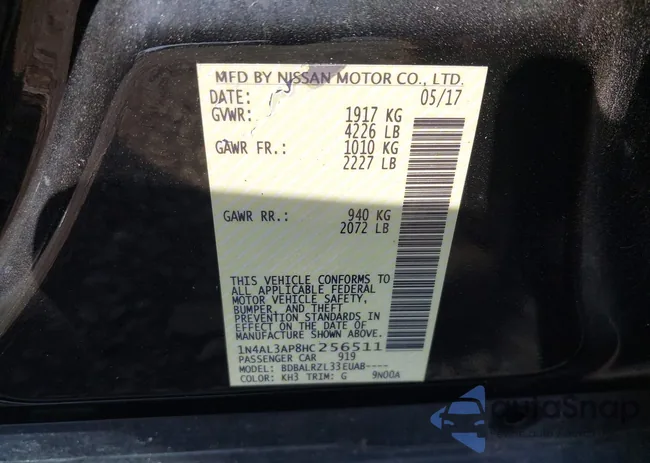 MFD BY NISSAN MOTOR CO., LTD.
DATE: 05/17
GVWR: 1917 KG
4226 LB
GAWR FR.: 1010 KG
2227 LB
GAWR RR.: 940 KG
2072 LB
THIS VEHICLE CONFORMS TO
ALL APPLICABLE FEDERAL
MOTOR VEHICLE SAFETY,
BUMPER, AND THEFT
PREVENTION STANDARDS IN
EFFECT ON THE DATE OF
MANUFACTURE SHOWN ABOVE.
1N4AL3AP8HC256511
PASSENGER CAR 919
MODEL: BDBALRZL33EUAB----
COLOR: KH3 TRIM: G 9N00A
autoSnap